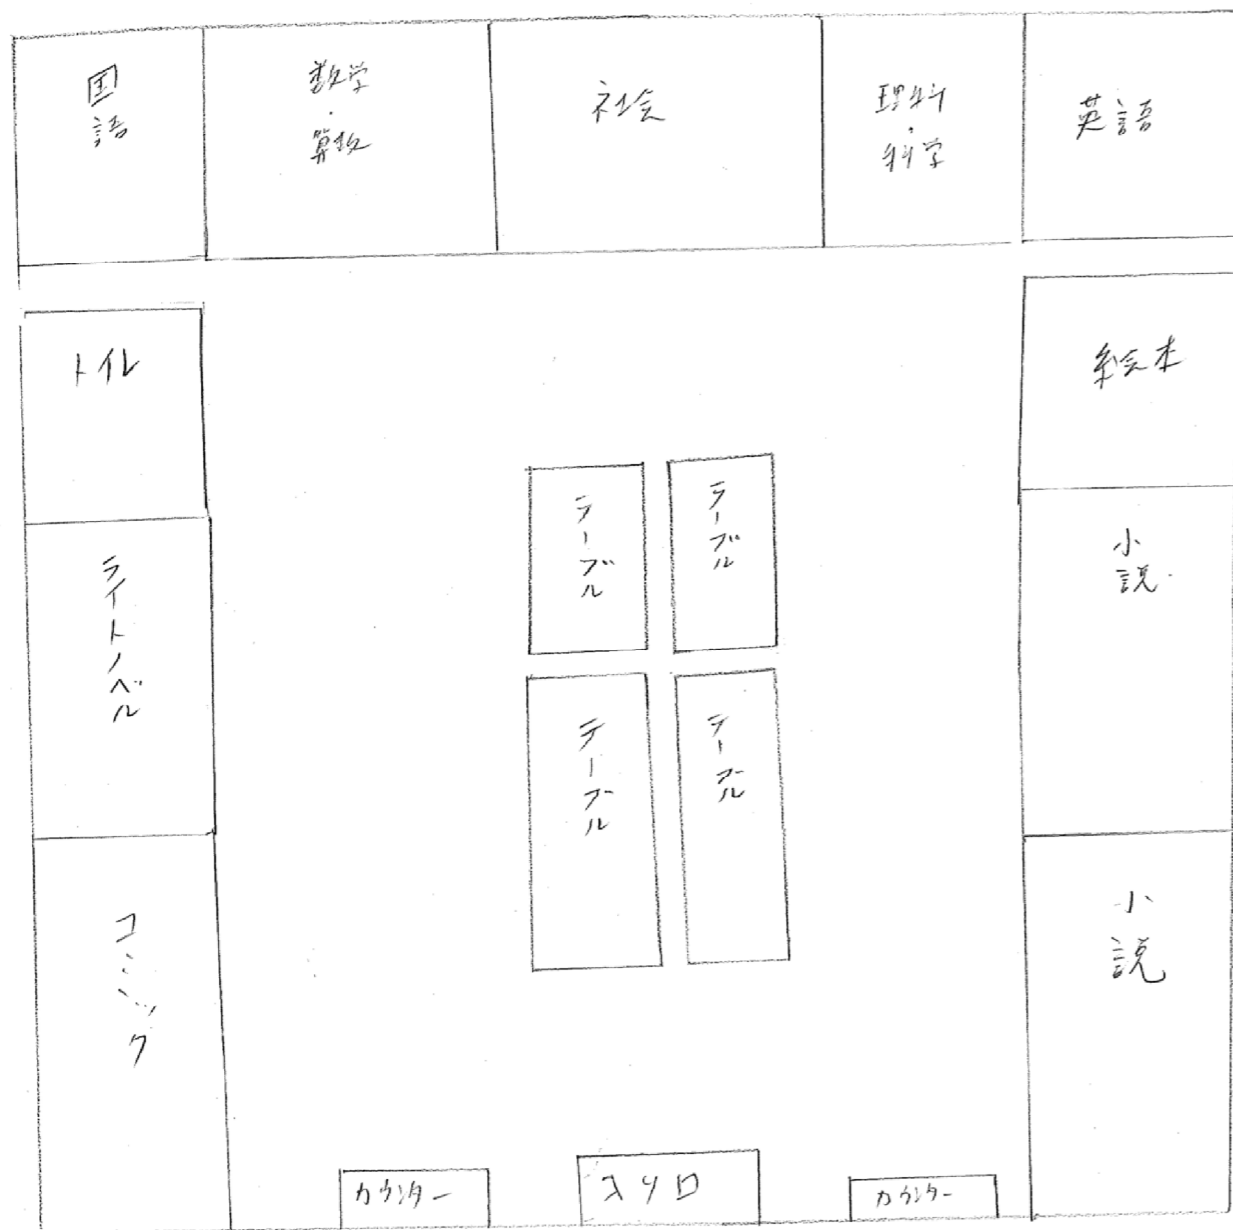 国
語
数学
・
算数
社会
理科
・
科学
英語
トイレ
絵本
テーブル
テーブル
ライトノベル
小
説
テーブル
テーブル
コミック
小
説
カウンター
入り口
カウンター